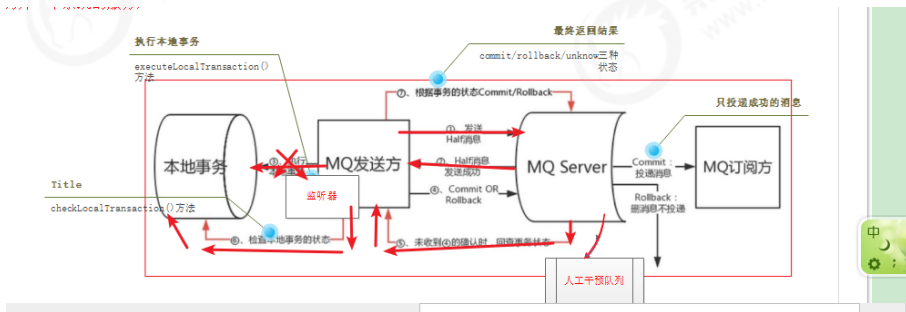 执行本地事务
executeLocalTransaction()
方法
最终返回结果
commit/rollback/unknow三种
状态
只投递成功的消息
⑦、根据事务的状态Commit/Rollback
①、发送
Half消息
本地事务
③、执行
MQ发送方
②、Half消息
发送成功
MQ Server
Commit：
投递消息
MQ订阅方
Title
监听器
④、Commit OR
Rollback
Rollback：
checkLocalTransaction()方法
消息不投递
⑥、检查本地事务的状态
⑤、未收到④的确认时，回查事务状态
人工干预队列
中